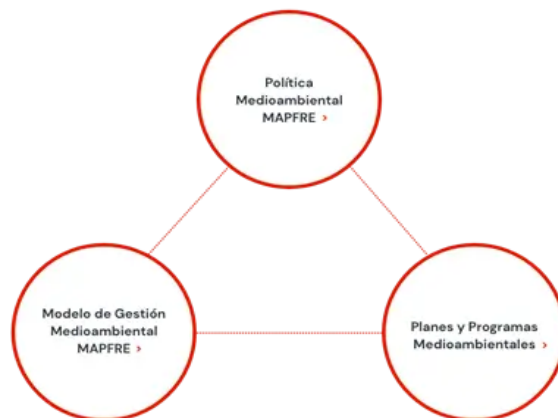 Política
Medioambiental
MAPFRE >
Modelo de Gestión
Medioambiental
MAPFRE >
Planes y Programas
Medioambientales >